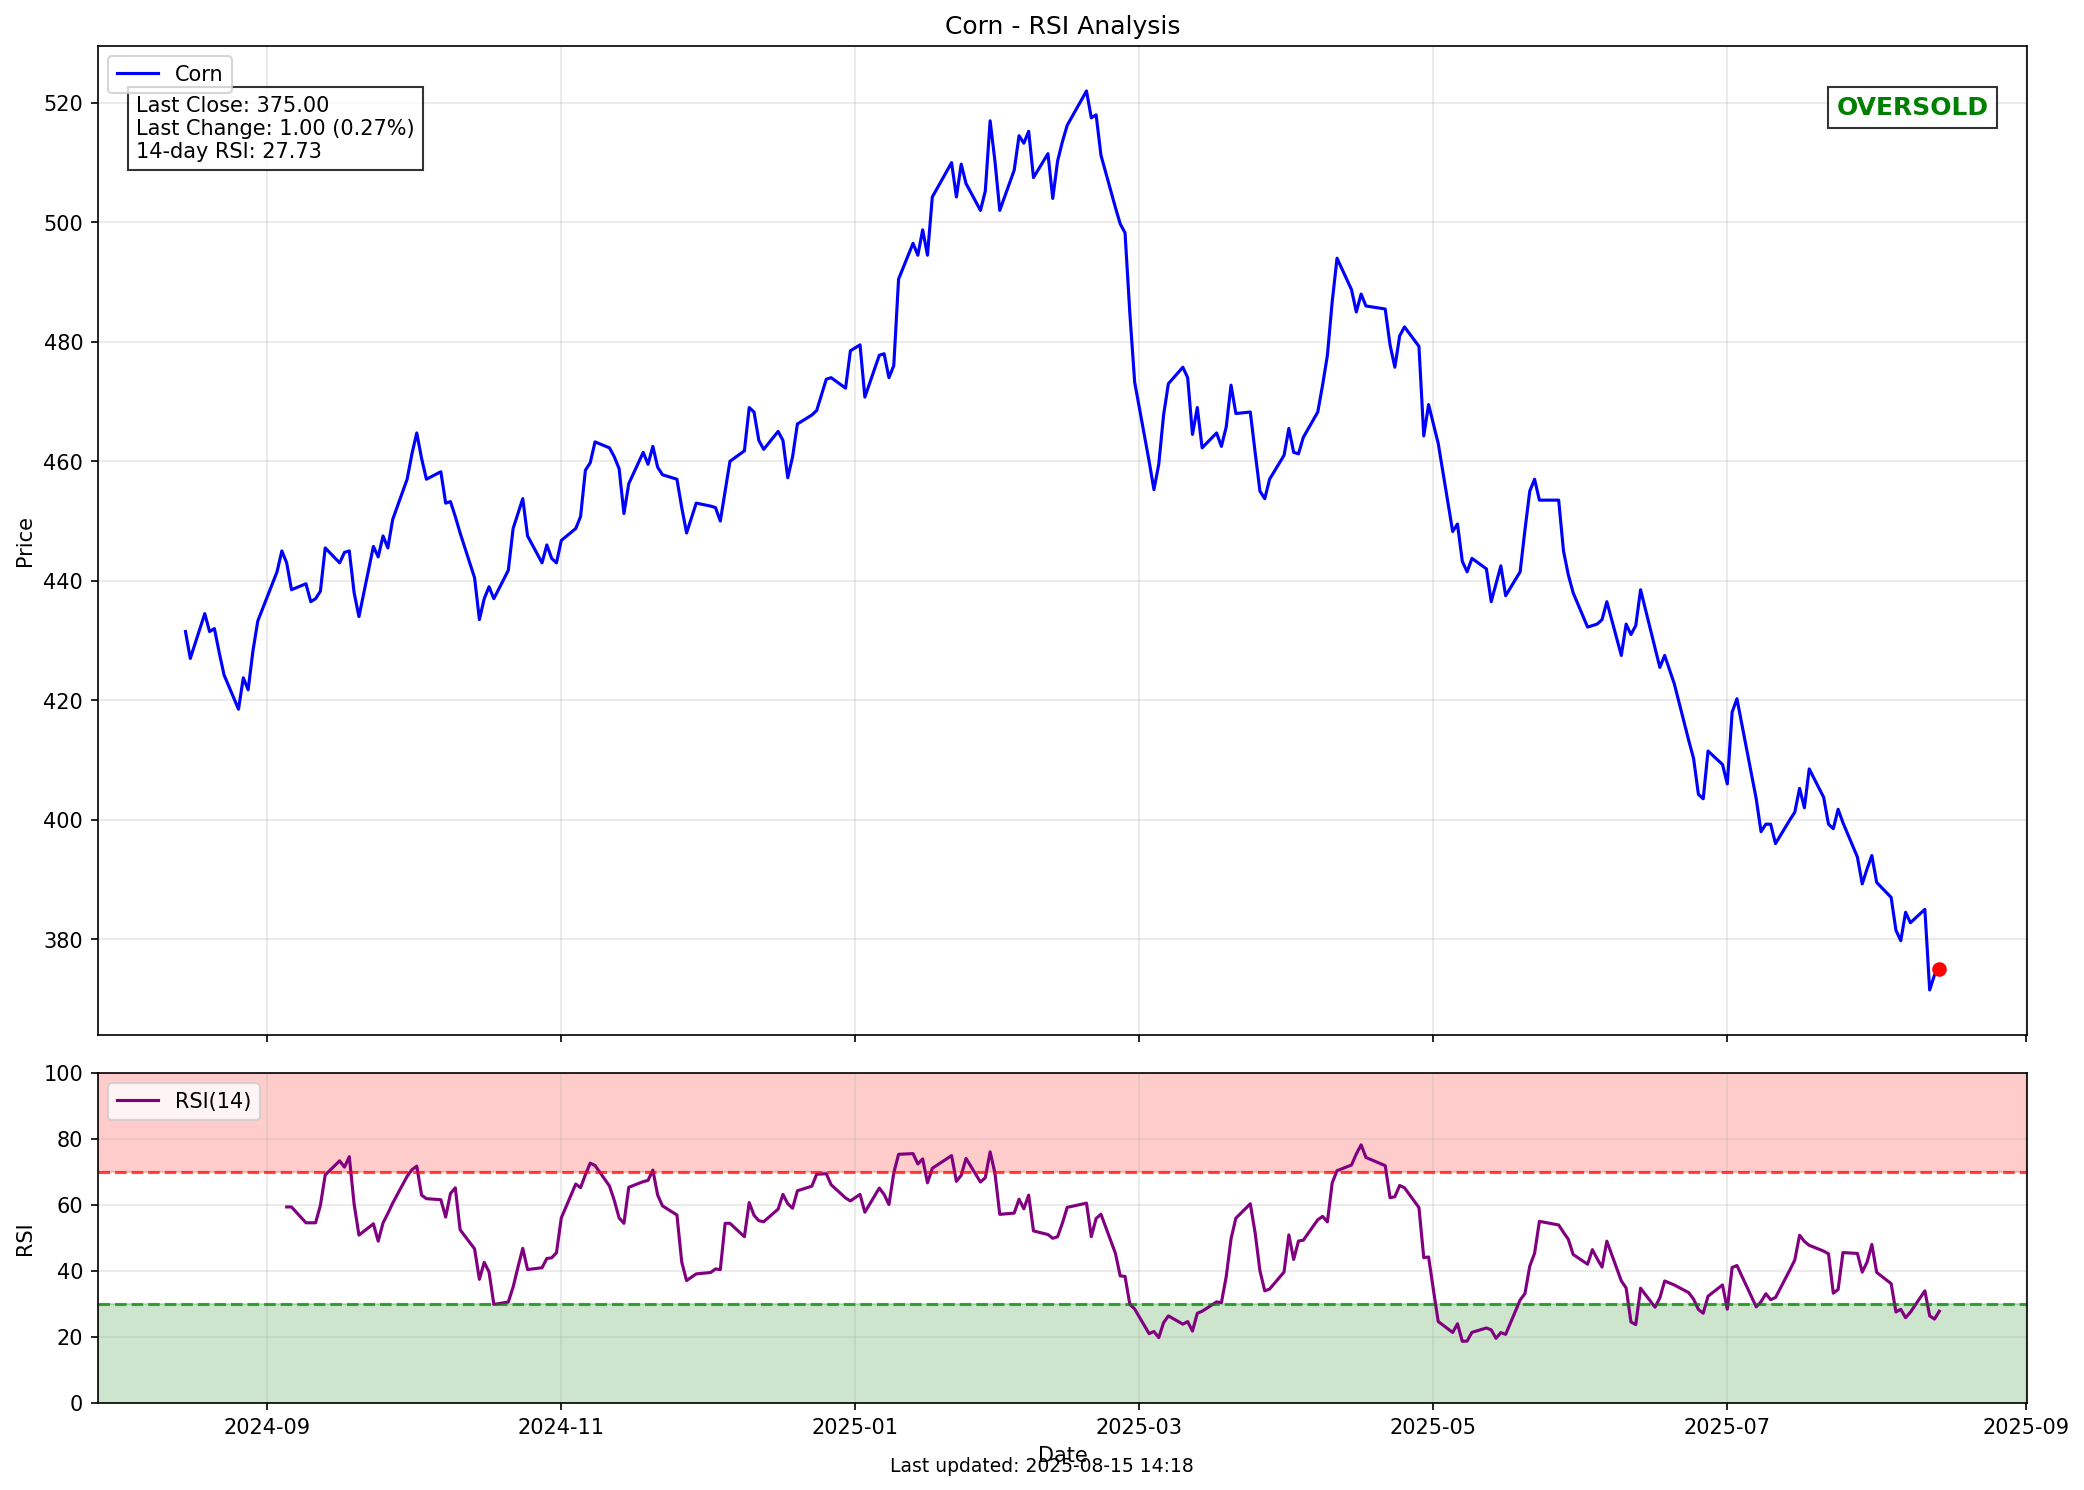 Corn - RSI Analysis
Corn
Last Close: 375.00
Last Change: 1.00 (0.27%)
14-day RSI: 27.73
OVERSOLD
520
500
480
460
440
420
400
380
Price
RSI(14)
100
80
60
40
20
0
RSI
2024-09
2024-11
2025-01
2025-03
2025-05
2025-07
2025-09
Date
Last updated: 2025-08-15 14:18